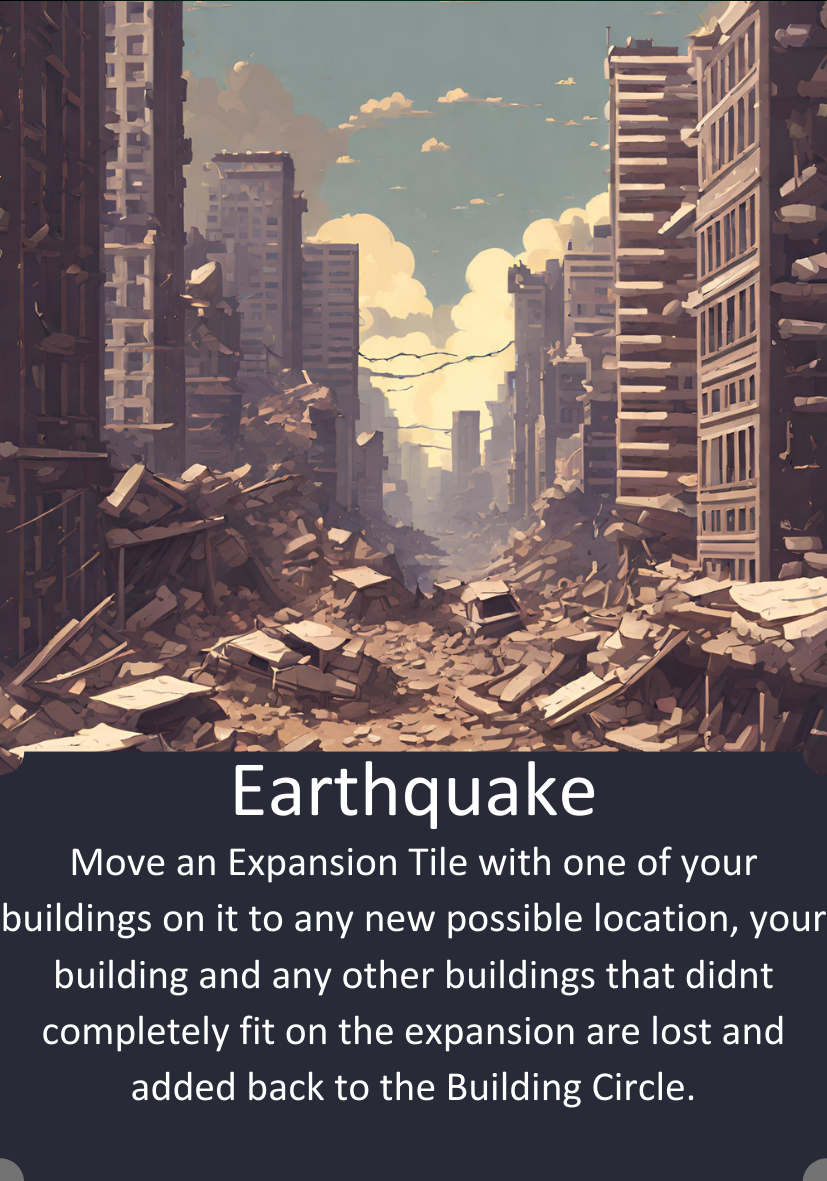 Earthquake
Move an Expansion Tile with one of your
buildings on it to any new possible location, your
building and any other buildings that didnt
completely fit on the expansion are lost and
added back to the Building Circle.